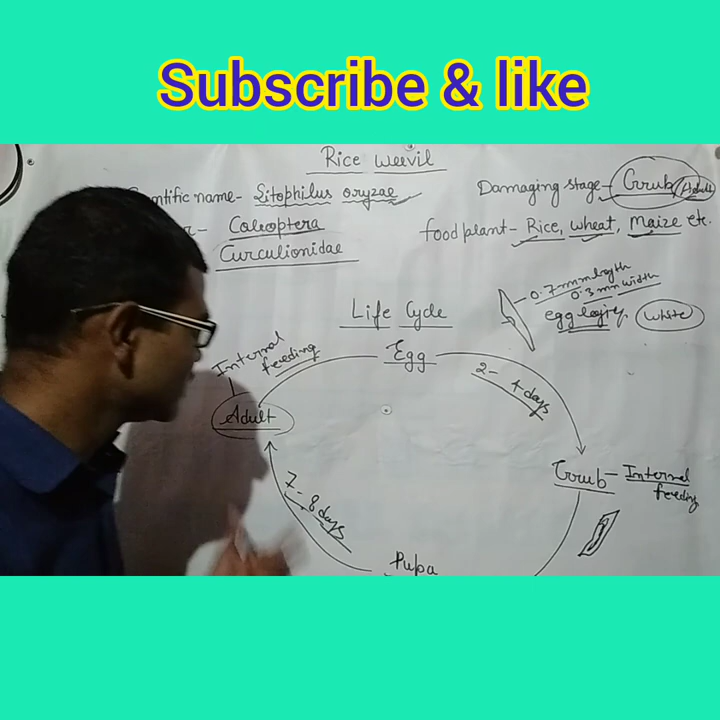 Subscribe & like
Rice Weevil
ntific name- Sitophilus oryzae
Damaging stage- Grub/Adult
r- Coleoptera
food plant- Rice, wheat, Maize etc.
Curculionidae
0.7mm length
0.3 mm width
Life Cycle
egg laying,
white
Internal
feeding
Egg
2- 4 days
Adult
Grub- Internal
feeding
7- 8 days
Pupa